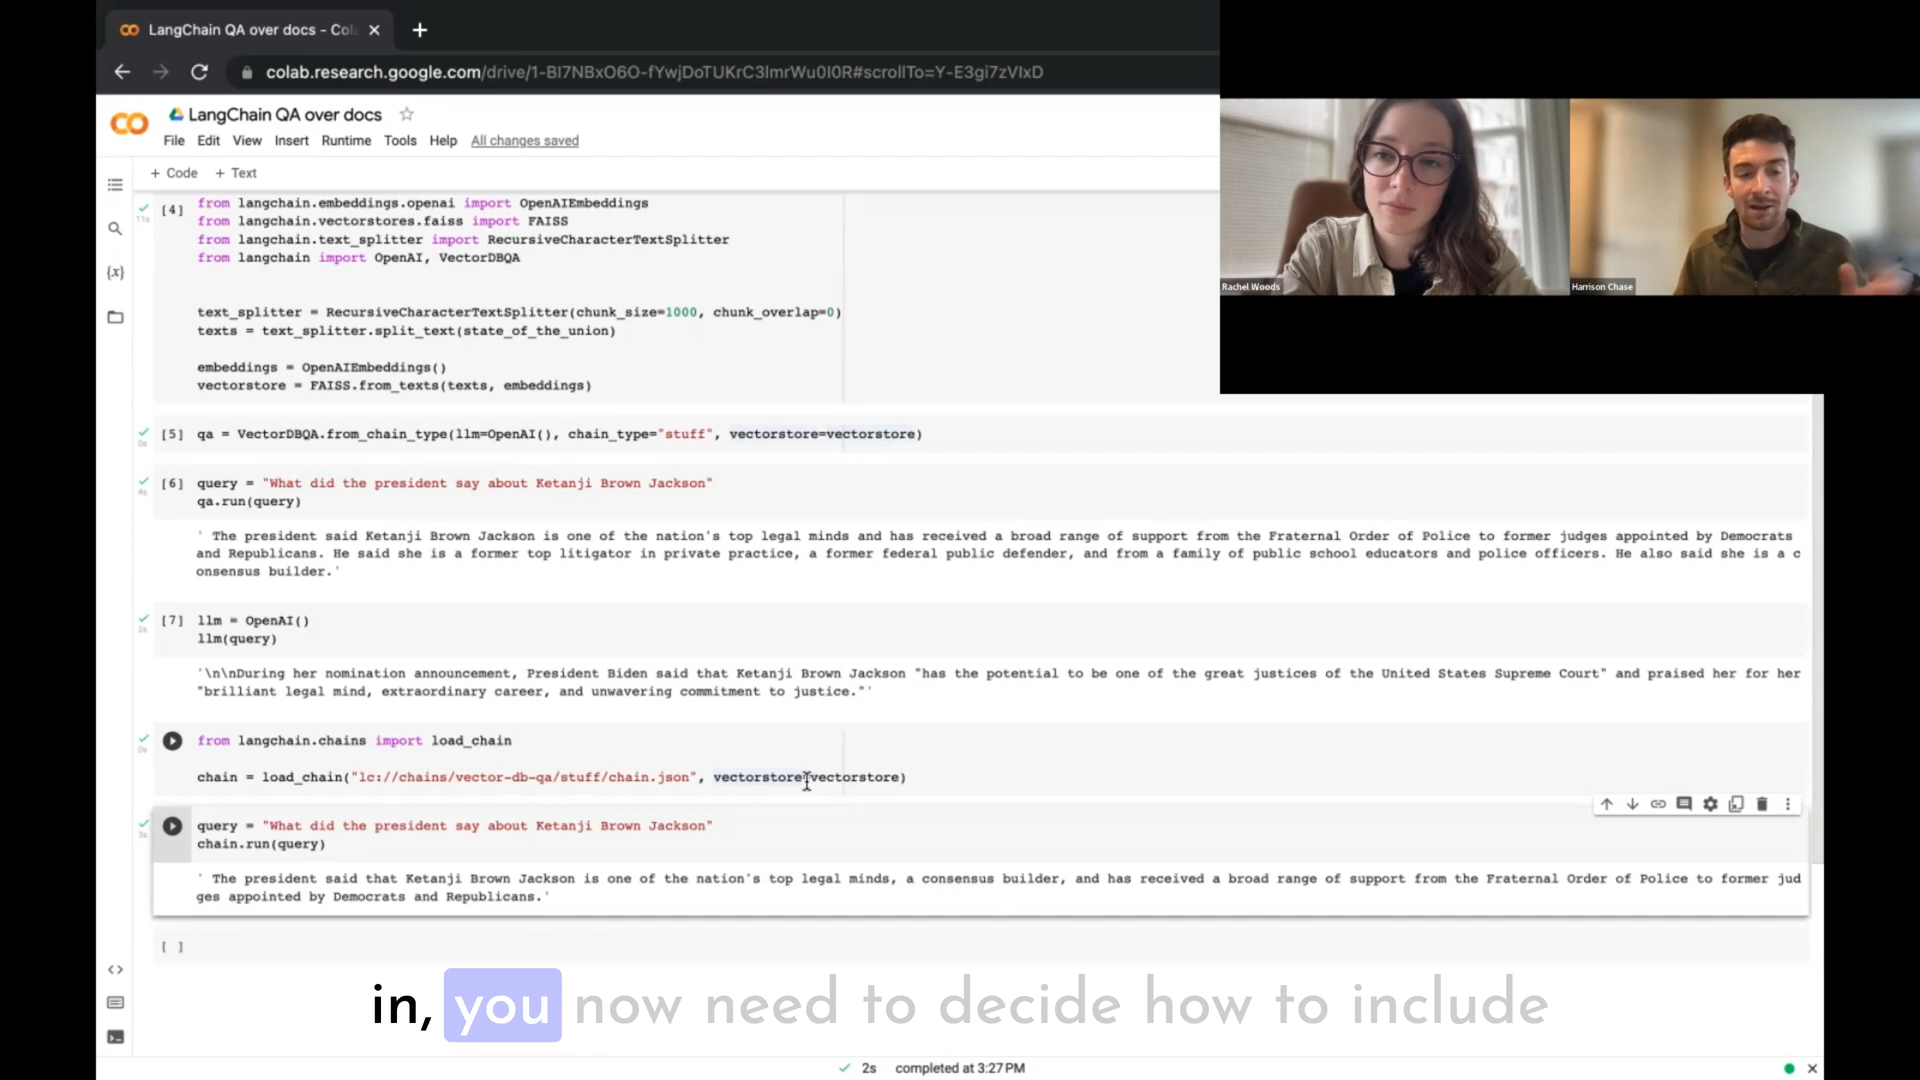 LangChain QA over docs - Col
colab.research.google.com/drive/1-BI7NBxO6O-fYwjDoTUKrC3ImrWu0I0R#scrollTo=Y-E3gi7zVIxD
LangChain QA over docs
File Edit View Insert Runtime Tools Help All changes saved
+ Code + Text
Rachel Woods
Harrison Chase
[4] from langchain.embeddings.openai import OpenAIEmbeddings
11s
from langchain.vectorstores.faiss import FAISS
from langchain.text_splitter import RecursiveCharacterTextSplitter
from langchain import OpenAI, VectorDBQA
text_splitter = RecursiveCharacterTextSplitter(chunk_size=1000, chunk_overlap=0)
texts = text_splitter.split_text(state_of_the_union)
embeddings = OpenAIEmbeddings()
vectorstore = FAISS.from_texts(texts, embeddings)
[5] qa = VectorDBQA.from_chain_type(llm=OpenAI(), chain_type="stuff", vectorstore=vectorstore)
0s
[6] query = "What did the president say about Ketanji Brown Jackson"
4s
qa.run(query)
' The president said Ketanji Brown Jackson is one of the nation's top legal minds and has received a broad range of support from the Fraternal Order of Police to former judges appointed by Democrats
and Republicans. He said she is a former top litigator in private practice, a former federal public defender, and from a family of public school educators and police officers. He also said she is a c
onsensus builder.'
[7] llm = OpenAI()
2s
llm(query)
'\n\nDuring her nomination announcement, President Biden said that Ketanji Brown Jackson "has the potential to be one of the great justices of the United States Supreme Court" and praised her for her
"brilliant legal mind, extraordinary career, and unwavering commitment to justice."'
from langchain.chains import load_chain
0s
chain = load_chain("lc://chains/vector-db-qa/stuff/chain.json", vectorstore=vectorstore)
query = "What did the president say about Ketanji Brown Jackson"
3s
chain.run(query)
' The president said that Ketanji Brown Jackson is one of the nation's top legal minds, a consensus builder, and has received a broad range of support from the Fraternal Order of Police to former jud
ges appointed by Democrats and Republicans.'
[ ]
in, you now need to decide how to include
2s completed at 3:27 PM